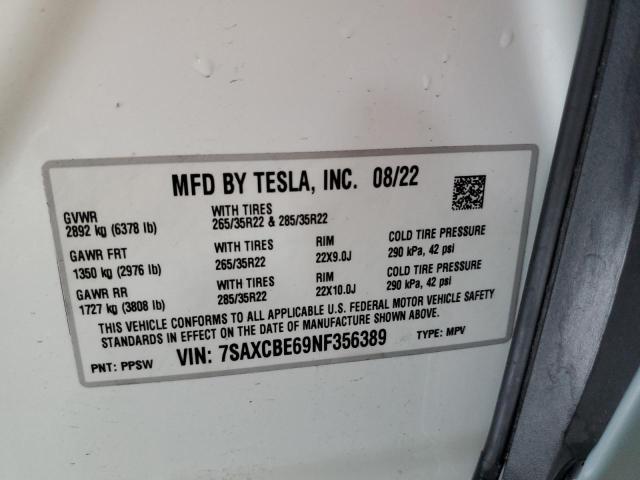 MFD BY TESLA, INC. 08/22
GVWR
2892 kg (6378 lb)
WITH TIRES
265/35R22 & 285/35R22
GAWR FRT
1350 kg (2976 lb)
WITH TIRES
265/35R22
RIM
22X9.0J
COLD TIRE PRESSURE
290 kPa, 42 psi
GAWR RR
1727 kg (3808 lb)
WITH TIRES
285/35R22
RIM
22X10.0J
COLD TIRE PRESSURE
290 kPa, 42 psi
THIS VEHICLE CONFORMS TO ALL APPLICABLE U.S. FEDERAL MOTOR VEHICLE SAFETY
STANDARDS IN EFFECT ON THE DATE OF MANUFACTURE SHOWN ABOVE.
PNT: PPSW VIN: 7SAXCBE69NF356389 TYPE: MPV